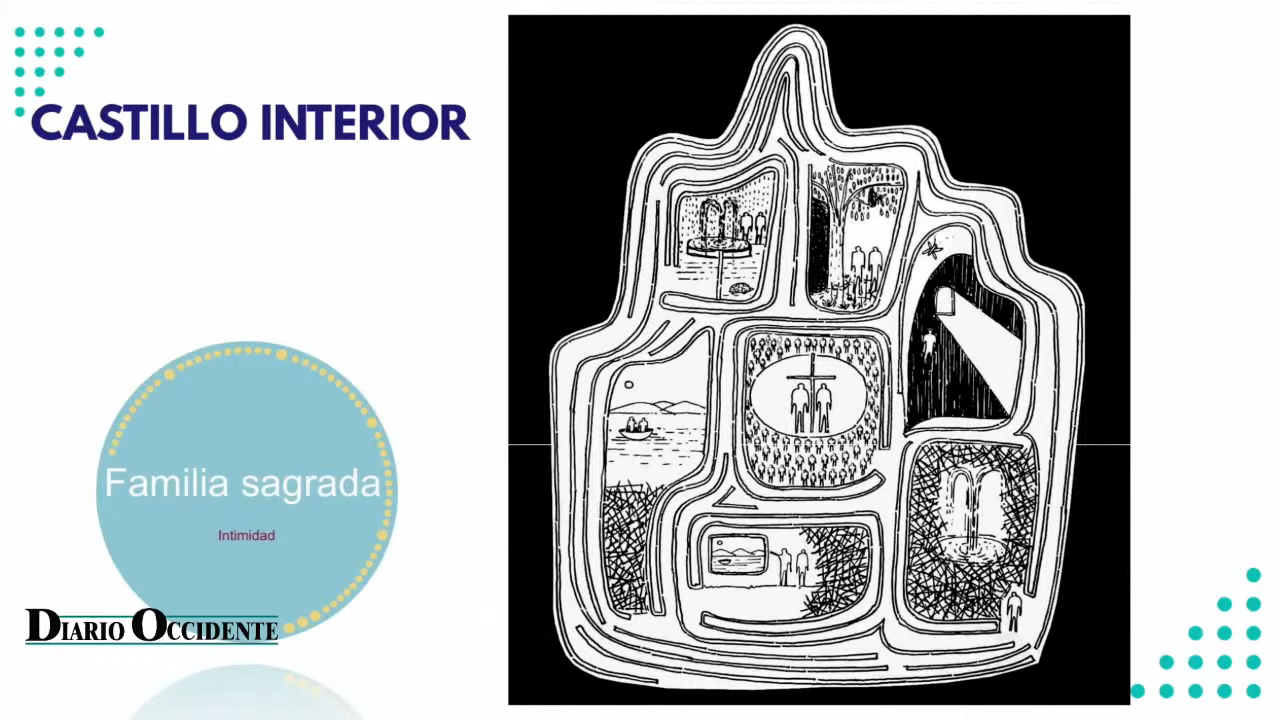 CASTILLO INTERIOR
Familia sagrada
Intimidad
DIARIO OCCIDENTE